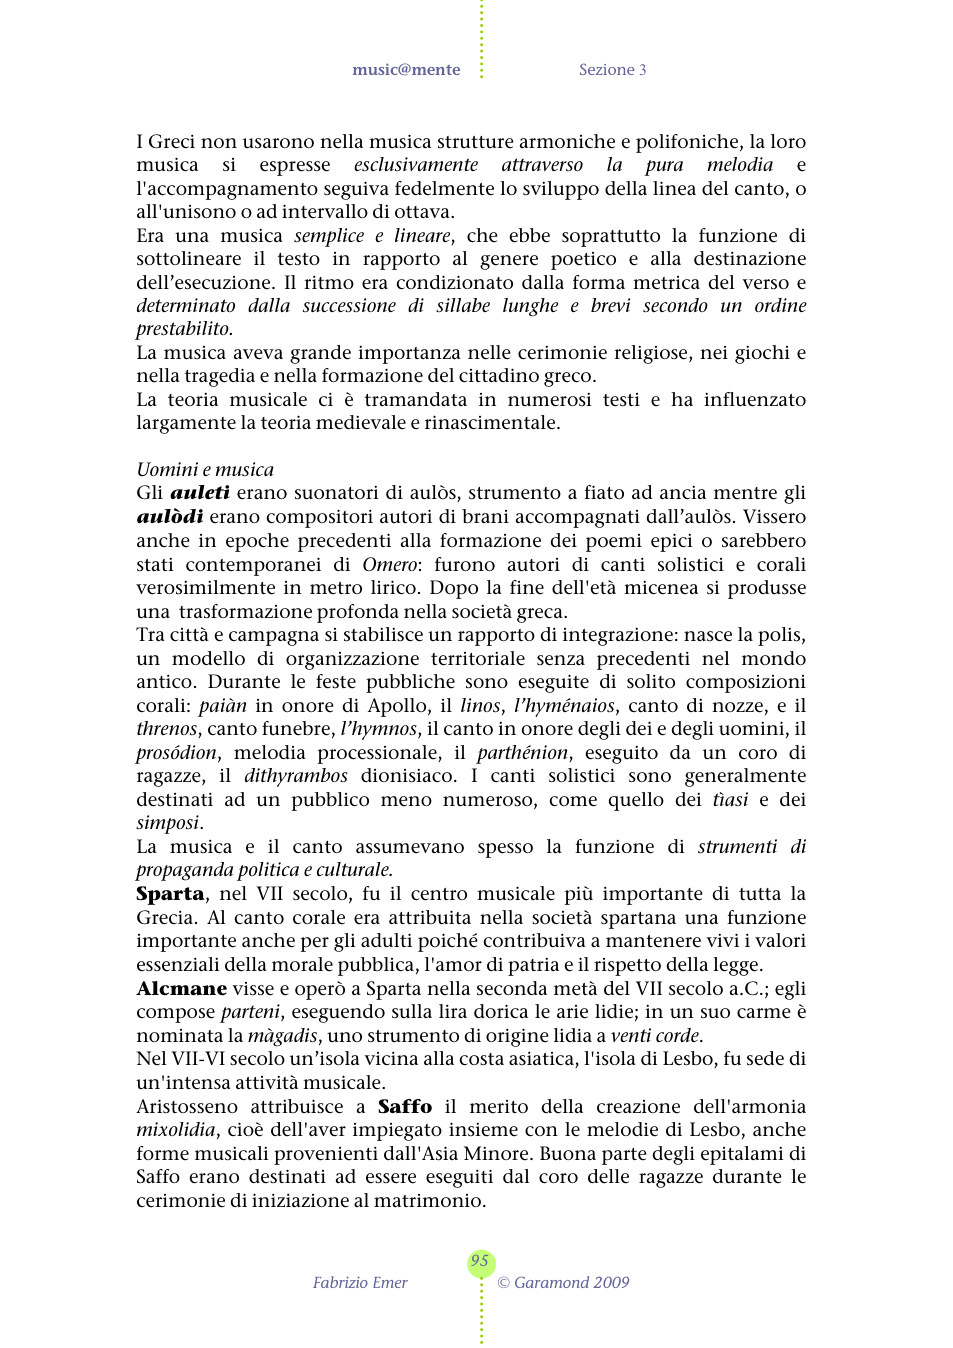 music@mente Sezione 3
I Greci non usarono nella musica strutture armoniche e polifoniche, la loro
musica si espresse esclusivamente attraverso la pura melodia e
l'accompagnamento seguiva fedelmente lo sviluppo della linea del canto, o
all'unisono o ad intervallo di ottava.
Era una musica semplice e lineare, che ebbe soprattutto la funzione di
sottolineare il testo in rapporto al genere poetico e alla destinazione
dell’esecuzione. Il ritmo era condizionato dalla forma metrica del verso e
determinato dalla successione di sillabe lunghe e brevi secondo un ordine
prestabilito.
La musica aveva grande importanza nelle cerimonie religiose, nei giochi e
nella tragedia e nella formazione del cittadino greco.
La teoria musicale ci è tramandata in numerosi testi e ha influenzato
largamente la teoria medievale e rinascimentale.
Uomini e musica
Gli auleti erano suonatori di aulòs, strumento a fiato ad ancia mentre gli
aulòdi erano compositori autori di brani accompagnati dall’aulòs. Vissero
anche in epoche precedenti alla formazione dei poemi epici o sarebbero
stati contemporanei di Omero: furono autori di canti solistici e corali
verosimilmente in metro lirico. Dopo la fine dell'età micenea si produsse
una trasformazione profonda nella società greca.
Tra città e campagna si stabilisce un rapporto di integrazione: nasce la polis,
un modello di organizzazione territoriale senza precedenti nel mondo
antico. Durante le feste pubbliche sono eseguite di solito composizioni
corali: paiàn in onore di Apollo, il linos, l’hyménaios, canto di nozze, e il
threnos, canto funebre, l’hymnos, il canto in onore degli dei e degli uomini, il
prosódion, melodia processionale, il parthénion, eseguito da un coro di
ragazze, il dithyrambos dionisiaco. I canti solistici sono generalmente
destinati ad un pubblico meno numeroso, come quello dei tìasi e dei
simposi.
La musica e il canto assumevano spesso la funzione di strumenti di
propaganda politica e culturale.
Sparta, nel VII secolo, fu il centro musicale più importante di tutta la
Grecia. Al canto corale era attribuita nella società spartana una funzione
importante anche per gli adulti poiché contribuiva a mantenere vivi i valori
essenziali della morale pubblica, l'amor di patria e il rispetto della legge.
Alcmane visse e operò a Sparta nella seconda metà del VII secolo a.C.; egli
compose parteni, eseguendo sulla lira dorica le arie lidie; in un suo carme è
nominata la màgadis, uno strumento di origine lidia a venti corde.
Nel VII-VI secolo un’isola vicina alla costa asiatica, l'isola di Lesbo, fu sede di
un'intensa attività musicale.
Aristosseno attribuisce a Saffo il merito della creazione dell'armonia
mixolidia, cioè dell'aver impiegato insieme con le melodie di Lesbo, anche
forme musicali provenienti dall'Asia Minore. Buona parte degli epitalami di
Saffo erano destinati ad essere eseguiti dal coro delle ragazze durante le
cerimonie di iniziazione al matrimonio.
95
Fabrizio Emer © Garamond 2009